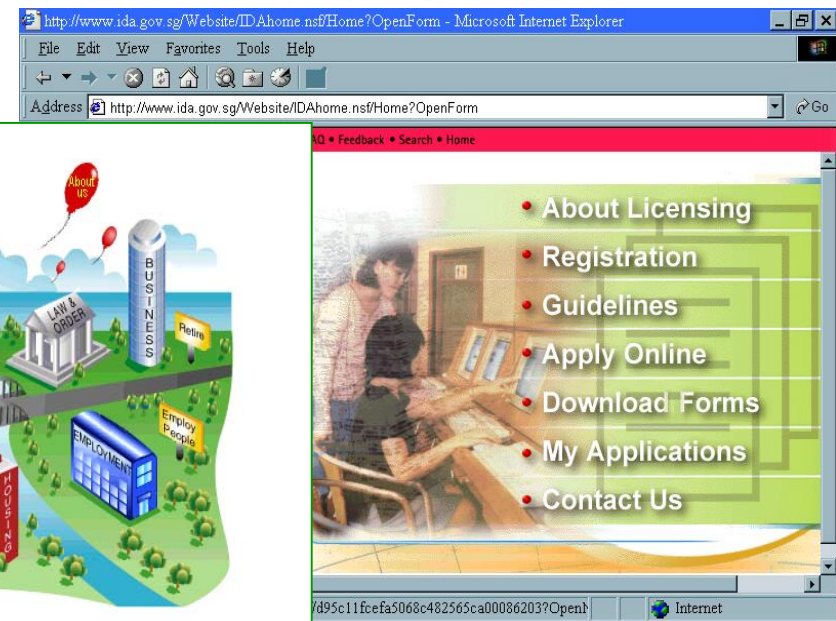 http://www.ida.gov.sg/Website/IDAhome.nsf/Home?OpenForm - Microsoft Internet Explorer
File Edit View Favorites Tools Help
Address http://www.ida.gov.sg/Website/IDAhome.nsf/Home?OpenForm Go
• Feedback • Search • Home
About us
LAW & ORDER
BUSINESS
Retire
Employ People
EMPLOYMENT
HOUSING
• About Licensing
• Registration
• Guidelines
• Apply Online
• Download Forms
• My Applications
• Contact Us
/d95c11fcefa5068c482565ca00086203?Open
Internet